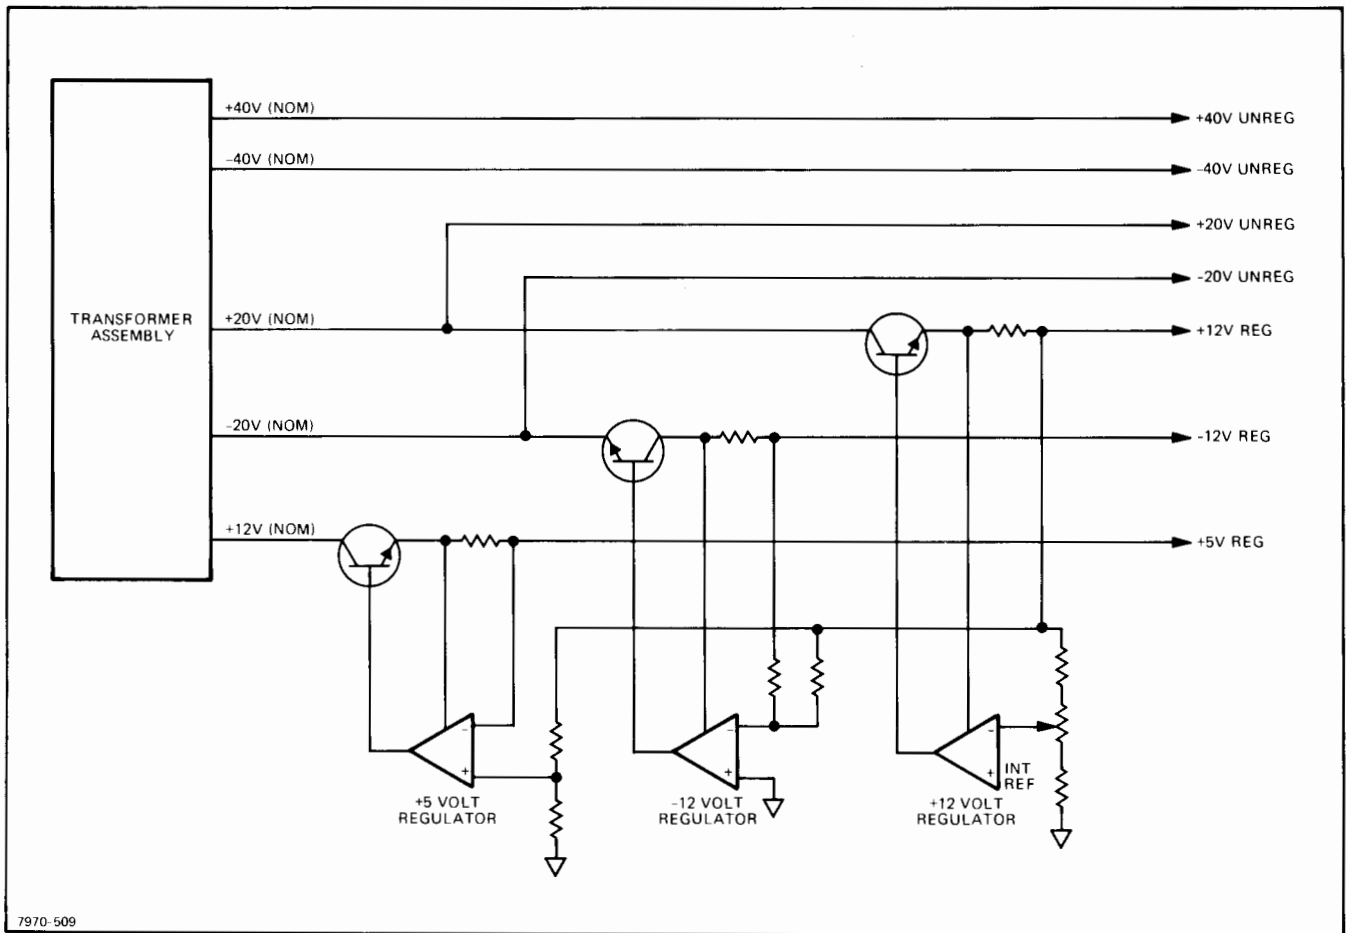 +40V (NOM)
+40V UNREG
-40V (NOM)
-40V UNREG
+20V UNREG
-20V UNREG
TRANSFORMER
ASSEMBLY
+20V (NOM)
+12V REG
-20V (NOM)
-12V REG
+12V (NOM)
+5V REG
-
+
+5 VOLT
REGULATOR
-
+
-12 VOLT
REGULATOR
-
+
INT
REF
+12 VOLT
REGULATOR
7970-509